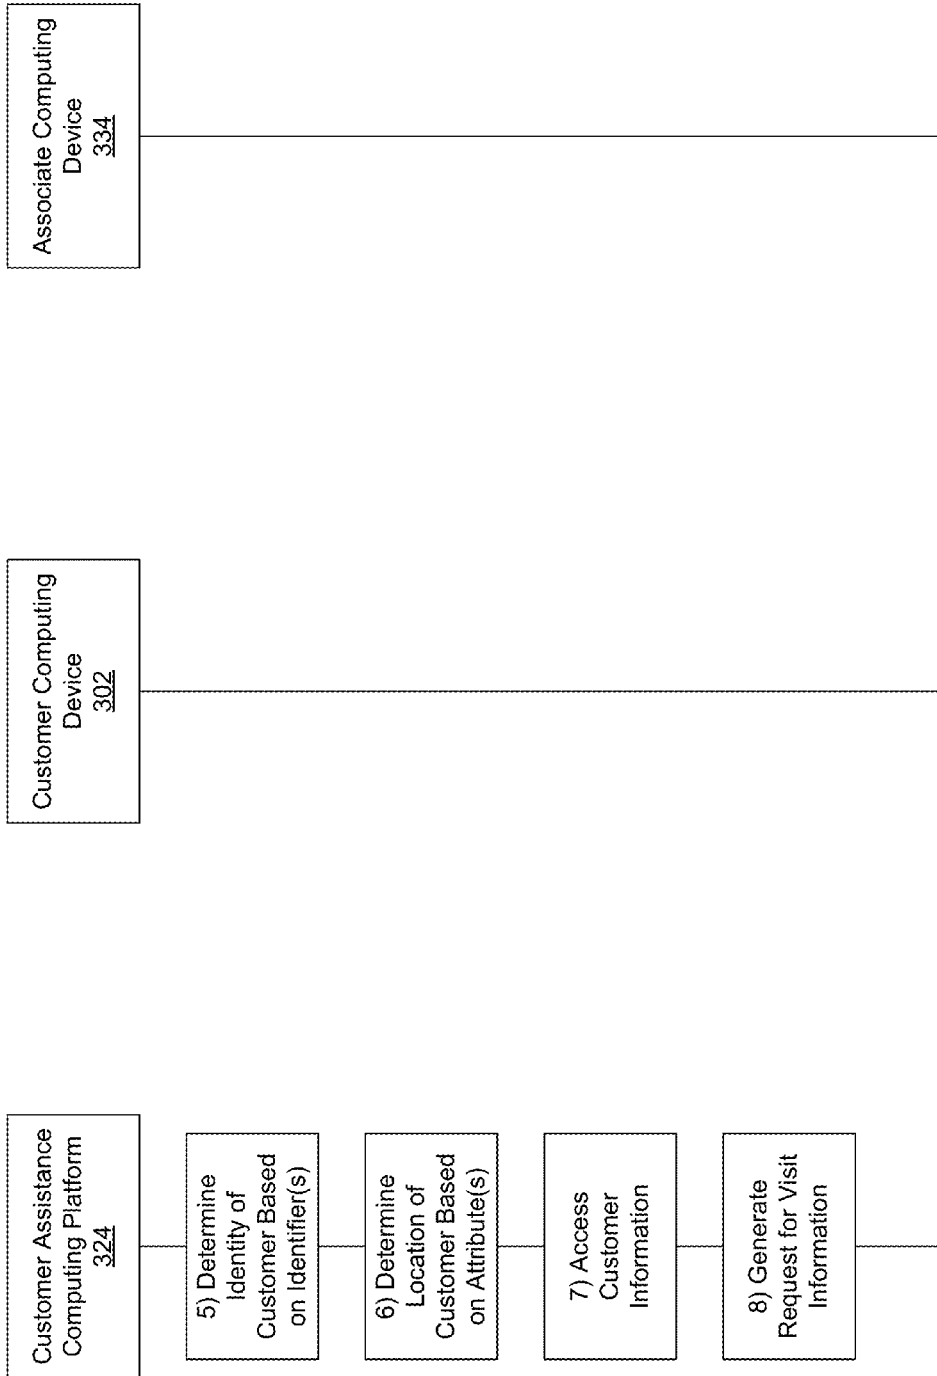 Customer Assistance
Computing Platform
324
Customer Computing
Device
302
Associate Computing
Device
334
5) Determine
Identity of
Customer Based
on Identifier(s)
6) Determine
Location of
Customer Based
on Attribute(s)
7) Access
Customer
Information
8) Generate
Request for Visit
Information